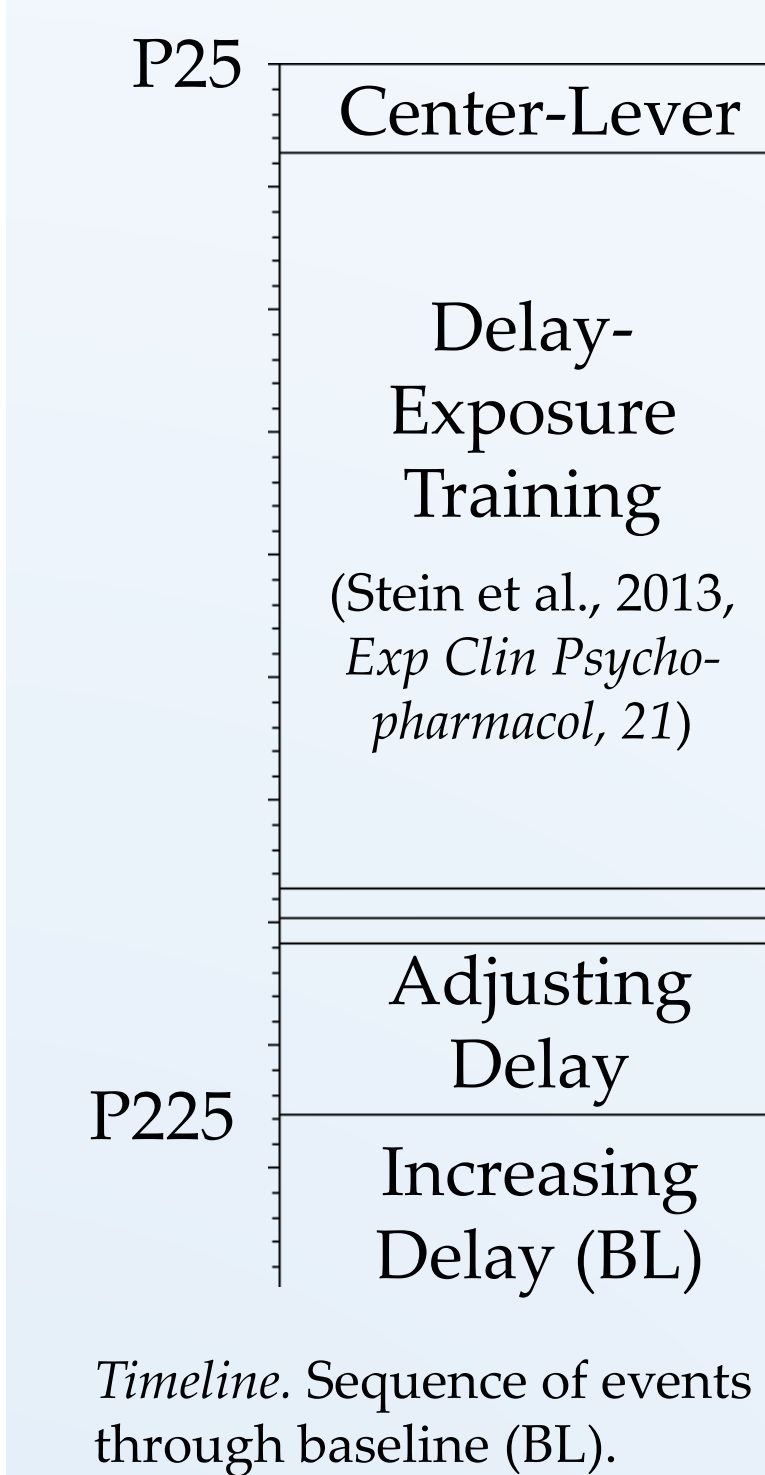 P25
Center-Lever
Delay-
Exposure
Training
(Stein et al., 2013,
Exp Clin Psycho-
pharmacol, 21)
Adjusting
Delay
P225
Increasing
Delay (BL)
Timeline. Sequence of events
through baseline (BL).